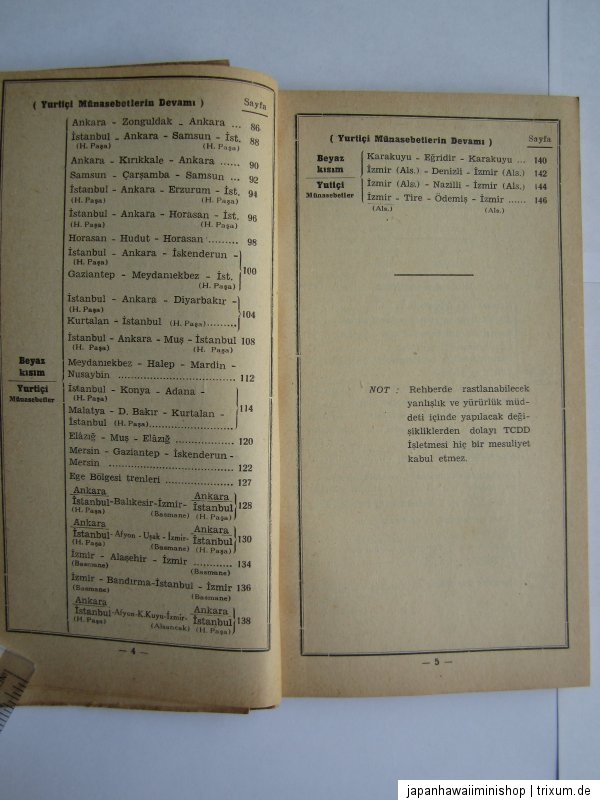 ( Yurtiçi Münasebetlerin Devamı ) Sayfa
Ankara - Zonguldak - Ankara ... 86
İstanbul - Ankara - Samsun - İst. 88
(H. Paşa) (H. Paşa)
Ankara - Kırıkkale - Ankara ...... 90
Samsun - Çarşamba - Samsun ... 92
İstanbul - Ankara - Erzurum - İst. 94
(H. Paşa) (H. Paşa)
İstanbul - Ankara - Horasan - İst. 96
(H. Paşa) (H. Paşa)
Horasan - Hudut - Horasan ......... 98
İstanbul - Ankara - İskenderun -
(H. Paşa)
100
Gaziantep - Meydanıekbez - İst.
(H. Paşa)
İstanbul - Ankara - Diyarbakır -
(H. Paşa)
104
Kurtalan - İstanbul (H. Paşa).........
İstanbul - Ankara - Muş - İstanbul 108
(H. Paşa) (H. Paşa)
Beyaz kısım
Yurtiçi
Münasebetler
Meydanıekbez - Halep - Mardin -
Nusaybin ................................. 112
İstanbul - Konya - Adana -
(H. Paşa)
114
Malatya - D. Bakır - Kurtalan -
İstanbul (H. Paşa)....................
Elâzığ - Muş - Elâzığ ............... 120
Mersin - Gaziantep - İskenderun -
Mersin ................................. 122
Ege Bölgesi trenleri .................. 127
Ankara Ankara
İstanbul-Balıkesir-İzmir-İstanbul 128
(H. Paşa) (Basmane) (H. Paşa)
Ankara Ankara
İstanbul-Afyon - Uşak - İzmir-İstanbul 130
(H. Paşa) (Basmane) (H. Paşa)
İzmir - Alaşehir - İzmir ............ 134
(Basmane) (Basmane)
İzmir - Bandırma-İstanbul - İzmir 136
(Basmane) (Basmane)
Ankara Ankara
İstanbul-Afyon-K.Kuyu-İzmir-İstanbul 138
(H. Paşa) (Alsancak) (H. Paşa)
— 4 —
( Yurtiçi Münasebetlerin Devamı ) Sayfa
Beyaz kısım
Yutiçi
Münasebetler
Karakuyu - Eğridir - Karakuyu ... 140
İzmir (Als.) - Denizli - İzmir (Als.) 142
İzmir (Als.) - Nazilli - İzmir (Als.) 144
İzmir - Tire - Ödemiş - İzmir ...... 146
(Als.) (Als.)
NOT : Rehberde rastlanabilecek
yanlışlık ve yürürlük müd-
deti içinde yapılacak deği-
sikliklerden dolayı TCDD
İşletmesi hiç bir mesuliyet
kabul etmez.
— 5 —
japanhawaiiminishop | trixum.de